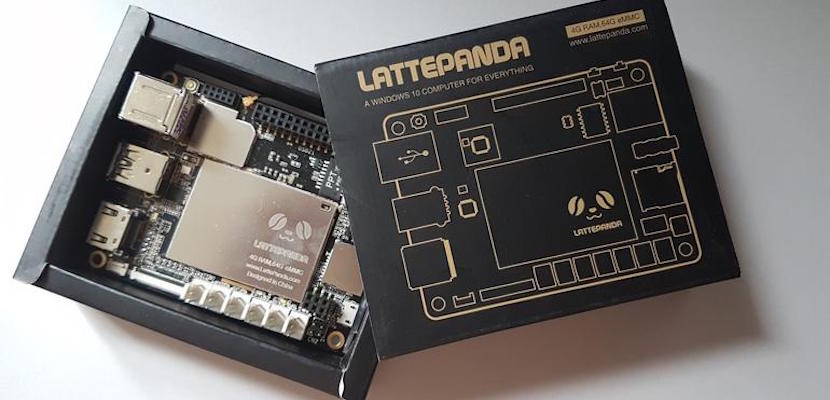 LATTEPANDA
A WINDOWS 10 COMPUTER FOR EVERYTHING
4G RAM,64G eMMC
www.lattepanda.com
LATTEPANDA
LATTEPANDA
4G RAM,64G eMMC
www.LattePanda.com
Designed in China